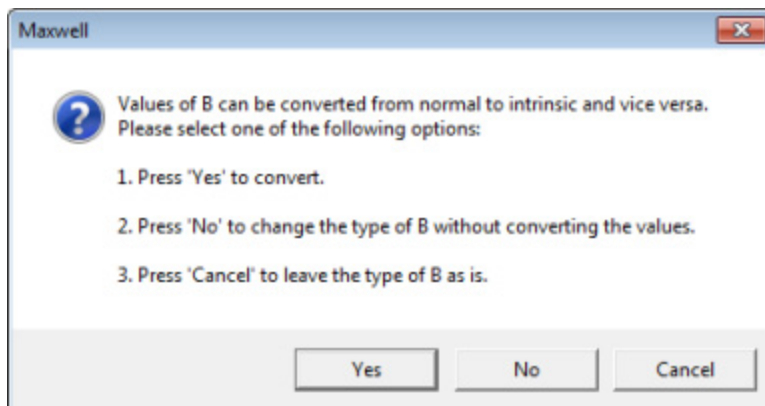 Maxwell
Values of B can be converted from normal to intrinsic and vice versa.
Please select one of the following options:
1. Press 'Yes' to convert.
2. Press 'No' to change the type of B without converting the values.
3. Press 'Cancel' to leave the type of B as is.
Yes No Cancel